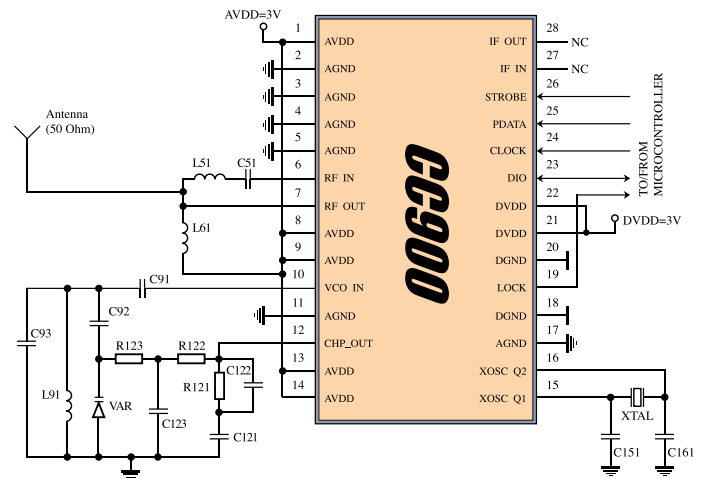 AVDD=3V
1 AVDD
2 AGND
3 AGND
4 AGND
5 AGND
6 RF IN
7 RF OUT
8 AVDD
9 AVDD
10 VCO IN
11 AGND
12 CHP_OUT
13 AVDD
14 AVDD
CC900
28 IF OUT NC
27 IF IN NC
26 STROBE
25 PDATA
24 CLOCK
23 DIO
22 DVDD
21 DVDD
20 DGND
19 LOCK
18 DGND
17 AGND
16 XOSC Q2
15 XOSC Q1
TO/FROM
MICROCONTROLLER
DVDD=3V
Antenna
(50 Ohm)
L51
C51
L61
C91
C92
C93
R123
R122
R121
C122
L91
VAR
C123
C121
XTAL
C151
C161